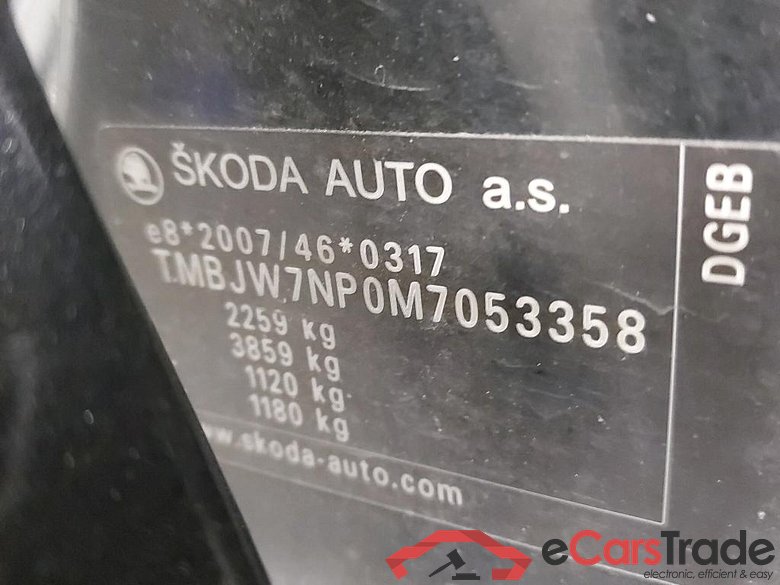 ŠKODA AUTO a.s.
e8*2007/46*0317
TMBJW7NP0M7053358
2259 kg
3859 kg
1120 kg
1180 kg
www.skoda-auto.com
DGEB
eCarsTrade
electronic, efficient & easy